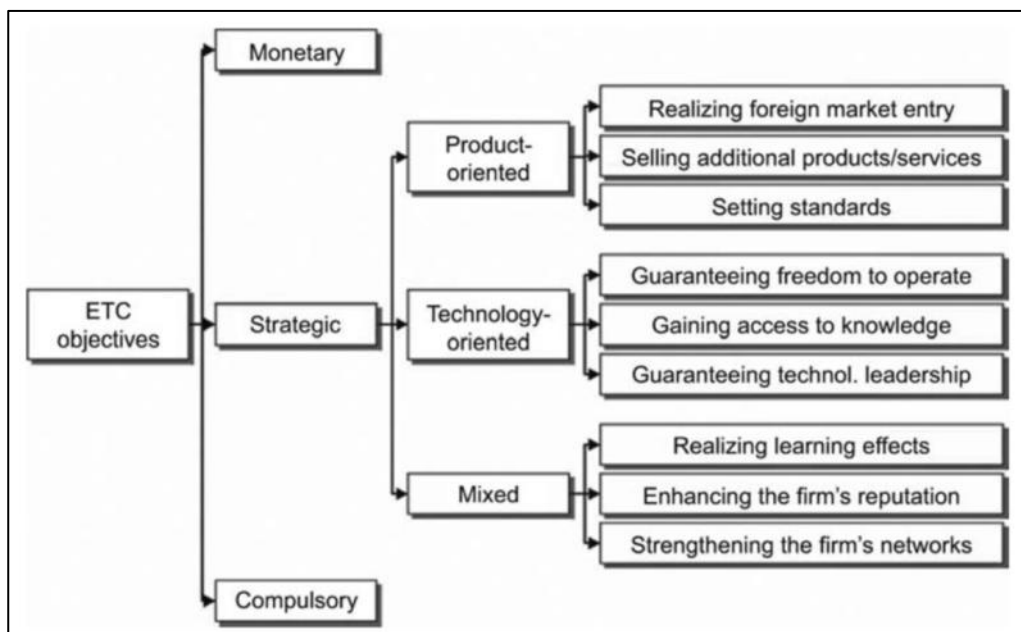 Monetary
Realizing foreign market entry
Product-
oriented
Selling additional products/services
Setting standards
ETC
objectives
Strategic
Technology-
oriented
Guaranteeing freedom to operate
Gaining access to knowledge
Guaranteeing technol. leadership
Mixed
Realizing learning effects
Enhancing the firm's reputation
Strengthening the firm's networks
Compulsory